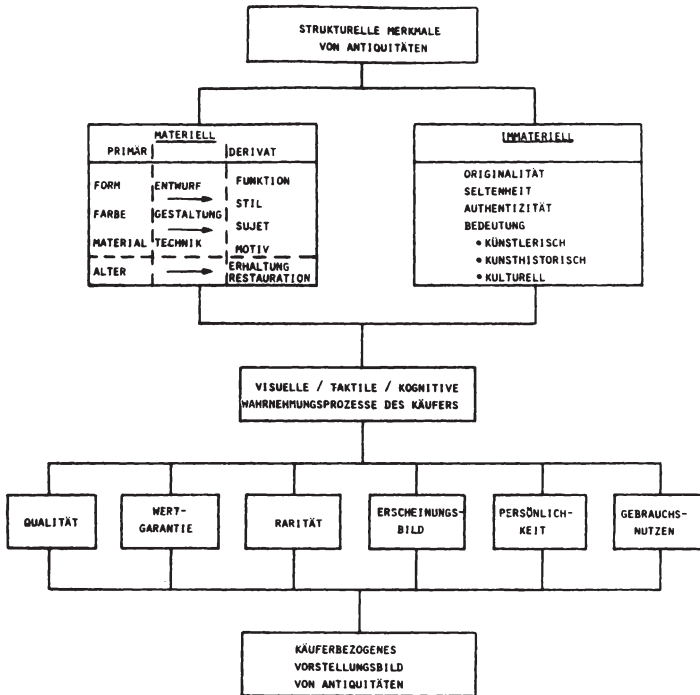 STRUKTURELLE MERKMALE
VON ANTIQUITÄTEN
MATERIELL
PRIMÄR DERIVAT
FORM ENTWURF FUNKTION
STIL
FARBE GESTALTUNG
SUJET
MATERIAL TECHNIK MOTIV
ALTER ERHALTUNG
RESTAURATION
IMMATERIELL
ORIGINALITÄT
SELTENHEIT
AUTHENTIZITÄT
BEDEUTUNG
• KÜNSTLERISCH
• KUNSTHISTORISCH
• KULTURELL
VISUELLE / TAKTILE / KOGNITIVE
WAHRNEHMUNGSPROZESSE DES KÄUFERS
QUALITÄT
WERT-
GARANTIE
RARITÄT
ERSCHEINUNGS-
BILD
PERSÖNLICH-
KEIT
GEBRAUCHS-
NUTZEN
KÄUFERBEZOGENES
VORSTELLUNGSBILD
VON ANTIQUITÄTEN